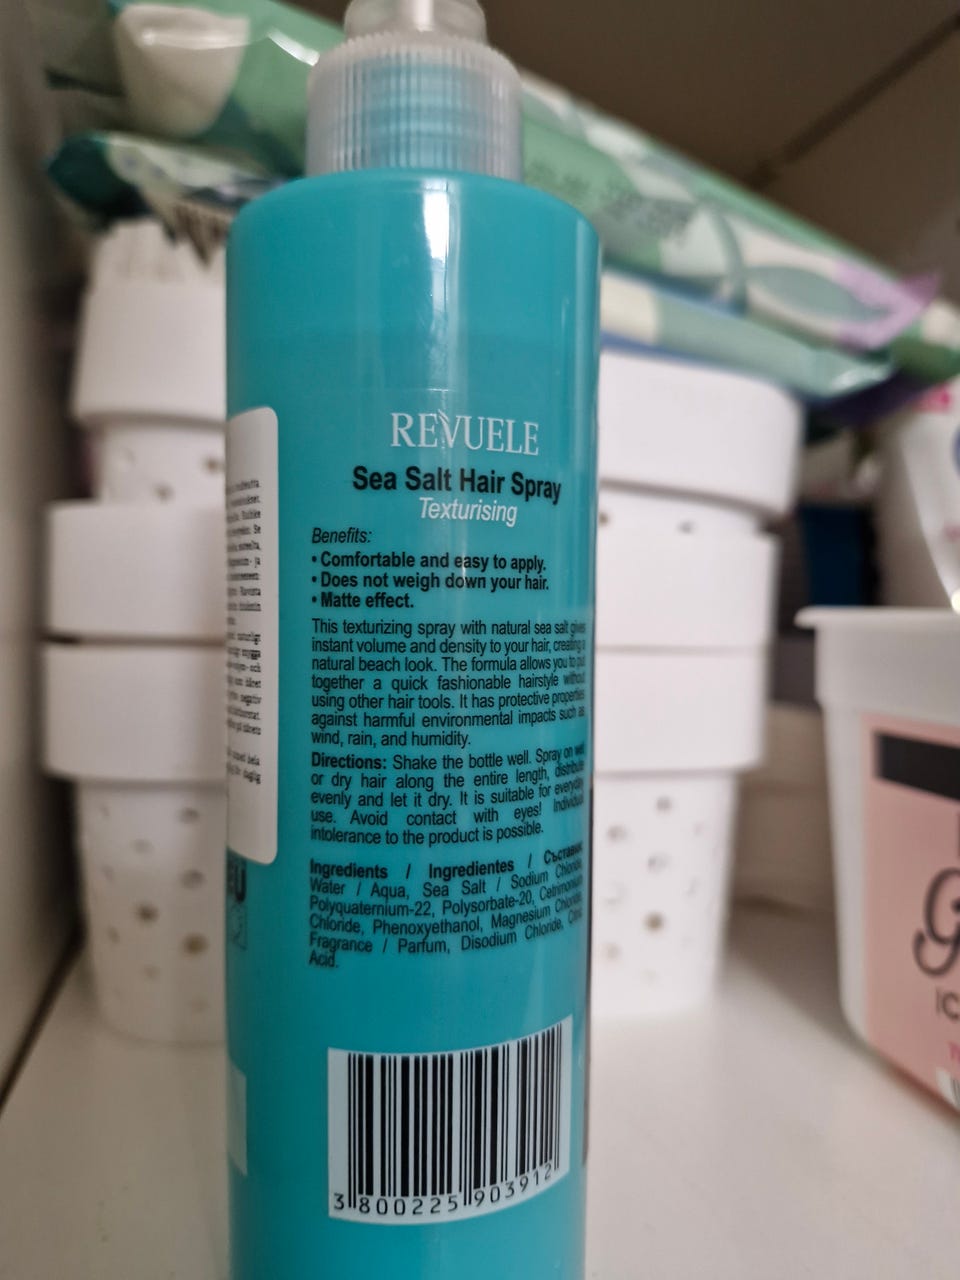 REVUELE
Sea Salt Hair Spray
Texturising
Benefits:
• Comfortable and easy to apply.
• Does not weigh down your hair.
• Matte effect.
This texturizing spray with natural sea salt gives
instant volume and density to your hair, creating a
natural beach look. The formula allows you to put
together a quick fashionable hairstyle without
using other hair tools. It has protective properties
against harmful environmental impacts such as
wind, rain, and humidity.
Directions: Shake the bottle well. Spray on wet
or dry hair along the entire length, distribute
evenly and let it dry. It is suitable for everyday
use. Avoid contact with eyes! Individual
intolerance to the product is possible.
Ingredients / Ingredientes / Съставки:
Water / Aqua, Sea Salt / Sodium Chloride,
Polyquaternium-22, Polysorbate-20, Cetrimonium
Chloride, Phenoxyethanol, Magnesium Chloride,
Fragrance / Parfum, Disodium Chloride, Citric
Acid.
EU
3 800225 903912